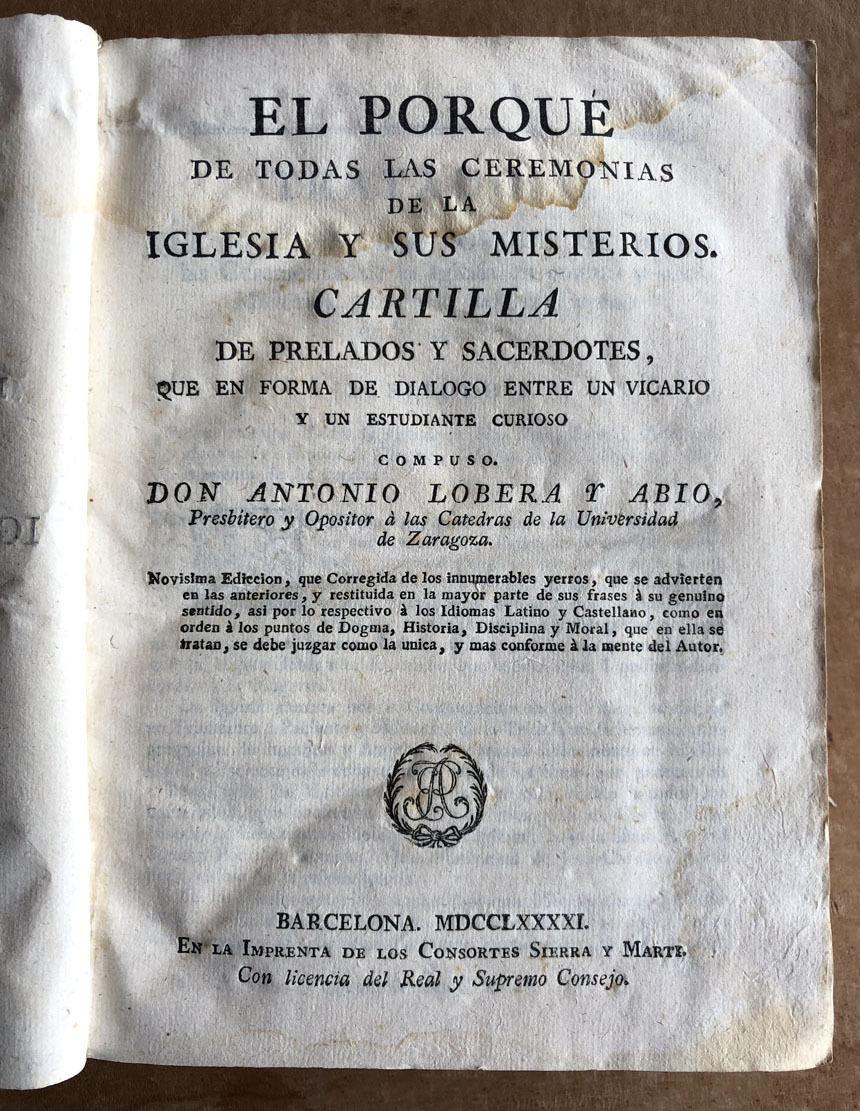 EL PORQUÉ
DE TODAS LAS CEREMONIAS
DE LA
IGLESIA Y SUS MISTERIOS.
CARTILLA
DE PRELADOS Y SACERDOTES,
QUE EN FORMA DE DIALOGO ENTRE UN VICARIO
Y UN ESTUDIANTE CURIOSO
COMPUSO.
DON ANTONIO LOBERA Y ABIO,
Presbítero y Opositor à las Catedras de la Universidad
de Zaragoza.
Novisima Ediccion, que Corregida de los innumerables yerros, que se advierten
en las anteriores, y restituida en la mayor parte de sus frases à su genuino
sentido, asi por lo respectivo à los Idiomas Latino y Castellano, como en
orden à los puntos de Dogma, Historia, Disciplina y Moral, que en ella se
tratan, se debe juzgar como la unica, y mas conforme à la mente del Autor.
BARCELONA. MDCCLXXXXI.
EN LA IMPRENTA DE LOS CONSORTES SIERRA Y MARTI.
Con licencia del Real y Supremo Consejo.